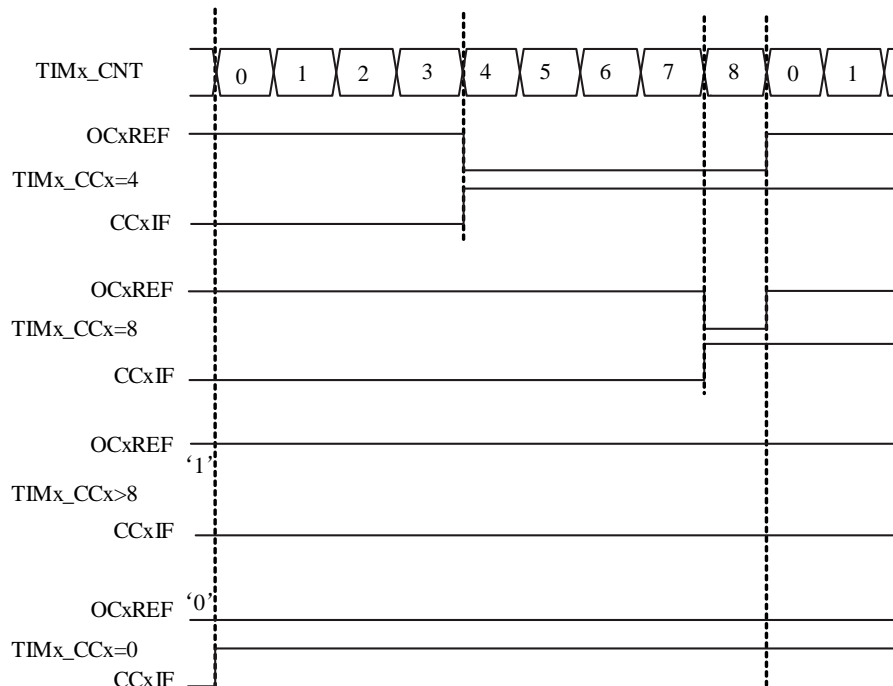 TIMx_CNT 0 1 2 3 4 5 6 7 8 0 1
OCxREF
TIMx_CCx=4
CCxIF
OCxREF
TIMx_CCx=8
CCxIF
OCxREF ‘1’
TIMx_CCx>8
CCxIF
OCxREF ‘0’
TIMx_CCx=0
CCxIF